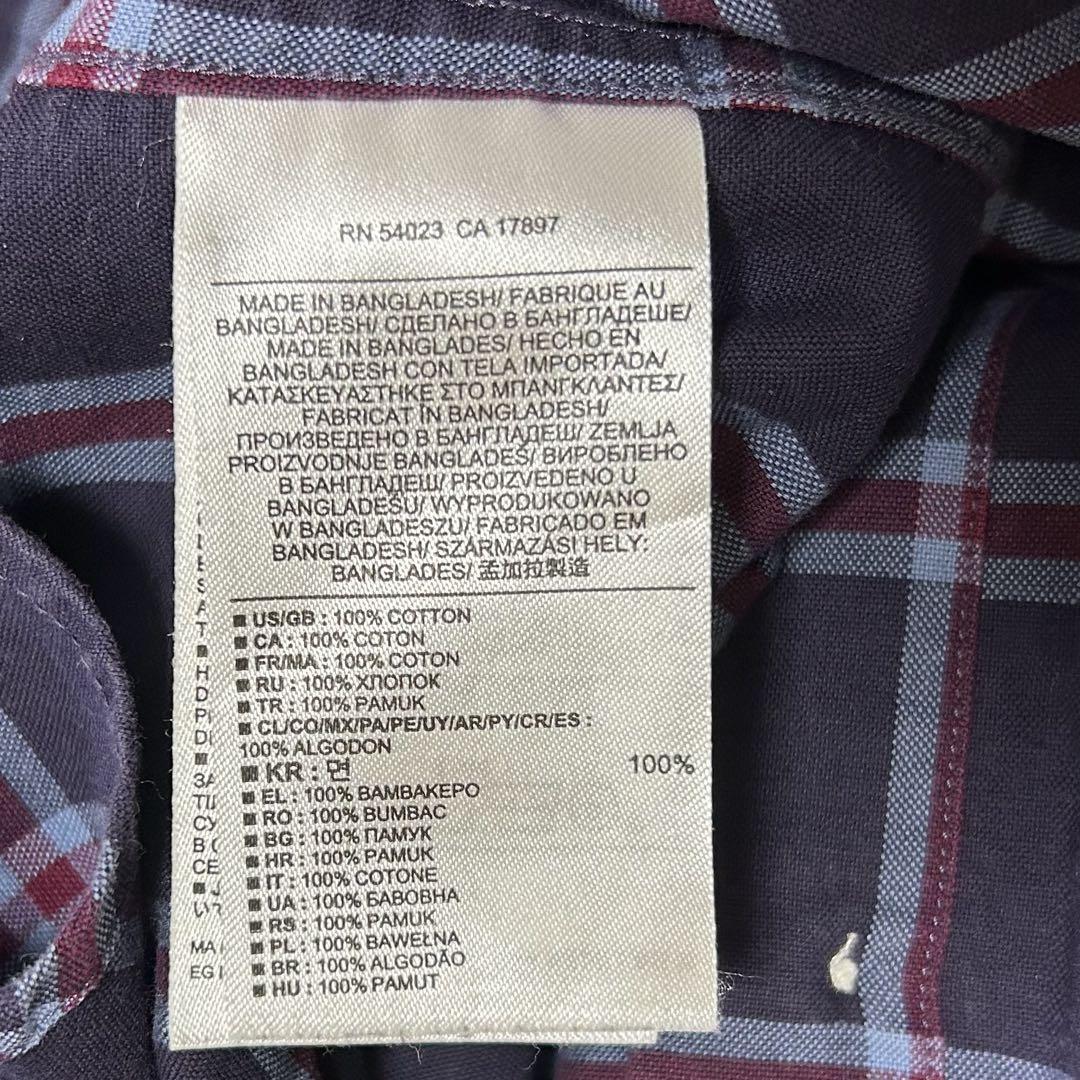 RN 54023 CA 17897
MADE IN BANGLADESH/ FABRIQUE AU
BANGLADESH/ СДЕЛАНО В БАНГЛАДЕШЕ/
MADE IN BANGLADES/ HECHO EN
BANGLADESH CON TELA IMPORTADA/
ΚΑΤΑΣΚΕΥΑΣΤΗΚΕ ΣΤΟ ΜΠΑΝΓΚΛΑΝΤΕΣ/
FABRICAT ÎN BANGLADESH/
ПРОИЗВЕДЕНО В БАНГЛАДЕШ/ ZEMLJA
PROIZVODNJE BANGLADEŠ/ ВИРОБЛЕНО
В БАНГЛАДЕШ/ PROIZVEDENO U
BANGLADEŠU/ WYPRODUKOWANO
W BANGLADESZU/ FABRICADO EM
BANGLADESH/ SZÁRMAZÁSI HELY:
BANGLADES/ 孟加拉製造
■ US/GB : 100% COTTON
■ CA : 100% COTON
■ FR/MA : 100% COTON
■ RU : 100% ХЛОПОК
■ TR : 100% PAMUK
■ CL/CO/MX/PA/PE/UY/AR/PY/CR/ES :
100% ALGODON
■ KR : 면 100%
■ EL : 100% ΒΑΜΒΑΚΕΡΟ
■ RO : 100% BUMBAC
■ BG : 100% ПАМУК
■ HR : 100% PAMUK
■ IT : 100% COTONE
■ UA : 100% БАВОВНА
■ RS : 100% PAMUK
■ PL : 100% BAWEŁNA
■ BR : 100% ALGODÃO
■ HU : 100% PAMUT